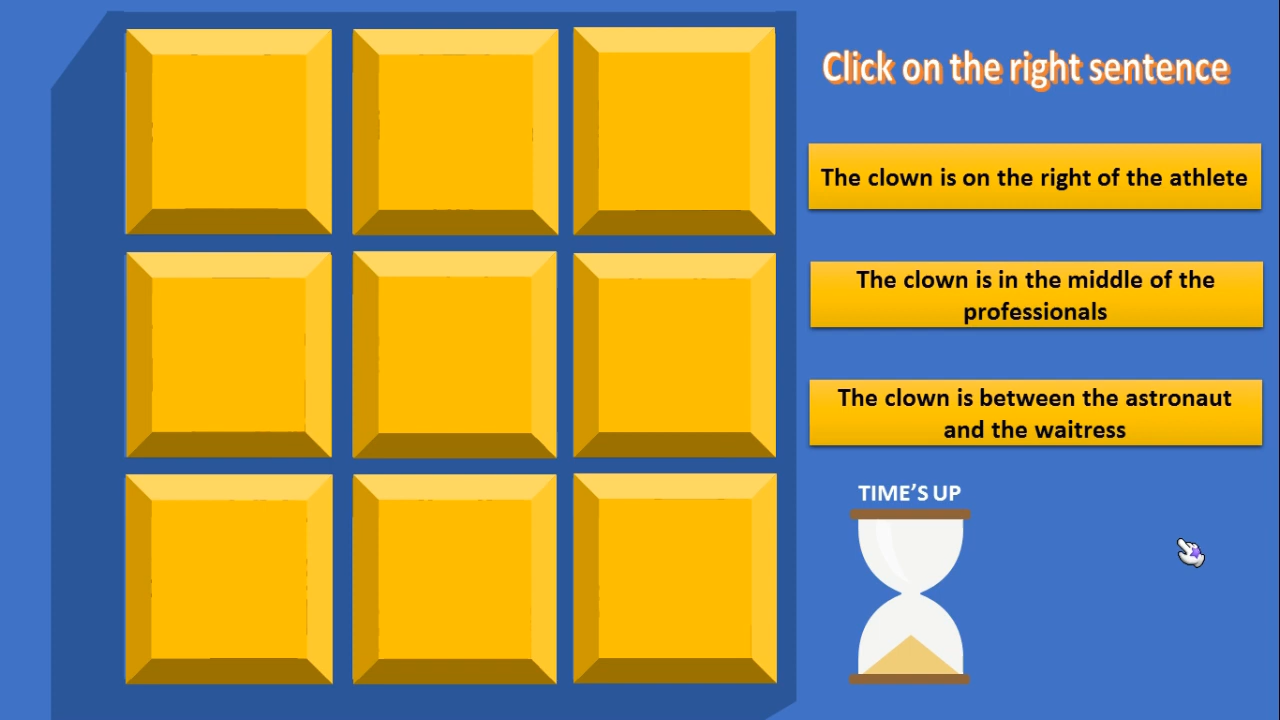 Click on the right sentence
The clown is on the right of the athlete
The clown is in the middle of the
professionals
The clown is between the astronaut
and the waitress
TIME'S UP